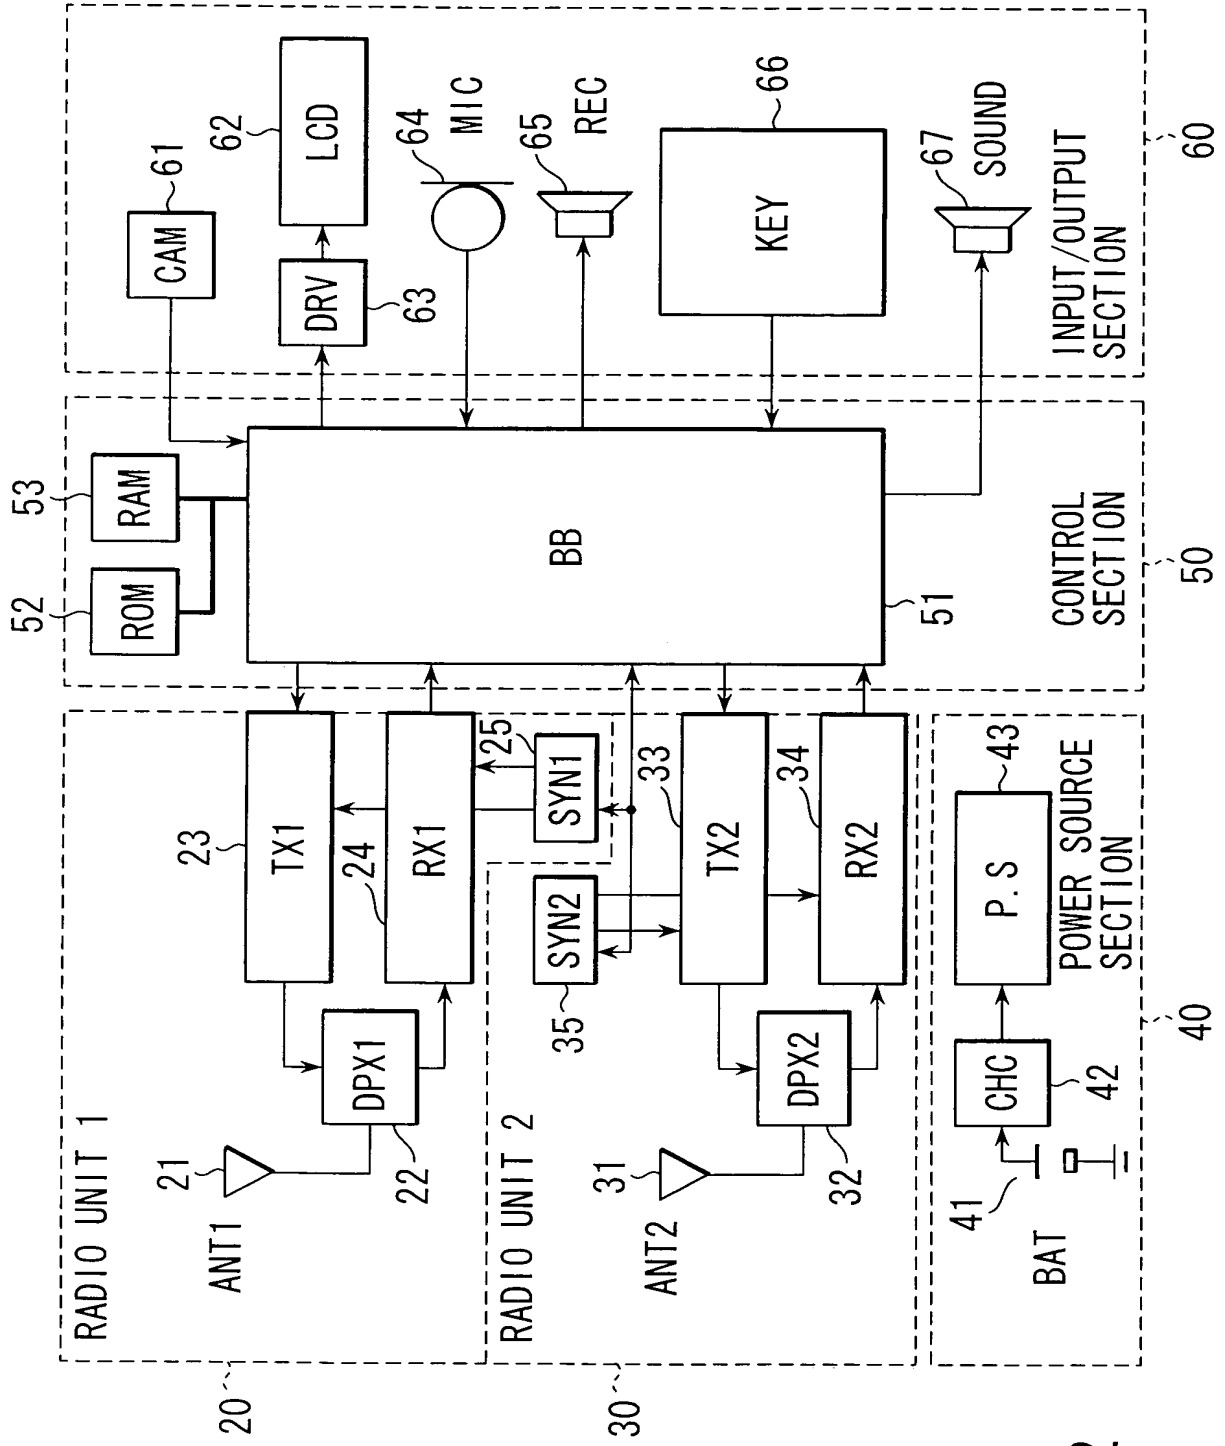 RADIO UNIT 1
20
ANT1
21
DPX1
22
TX1
23
RX1
24
SYN1
25
RADIO UNIT 2
30
ANT2
31
DPX2
32
TX2
33
RX2
34
SYN2
35
BAT
41
CHC
42
P.S
43
POWER SOURCE
SECTION
40
ROM
52
RAM
53
BB
51
CONTROL
SECTION
50
CAM
61
LCD
62
DRV
63
64
MIC
65
REC
KEY
66
67
SOUND
INPUT/OUTPUT
SECTION
60